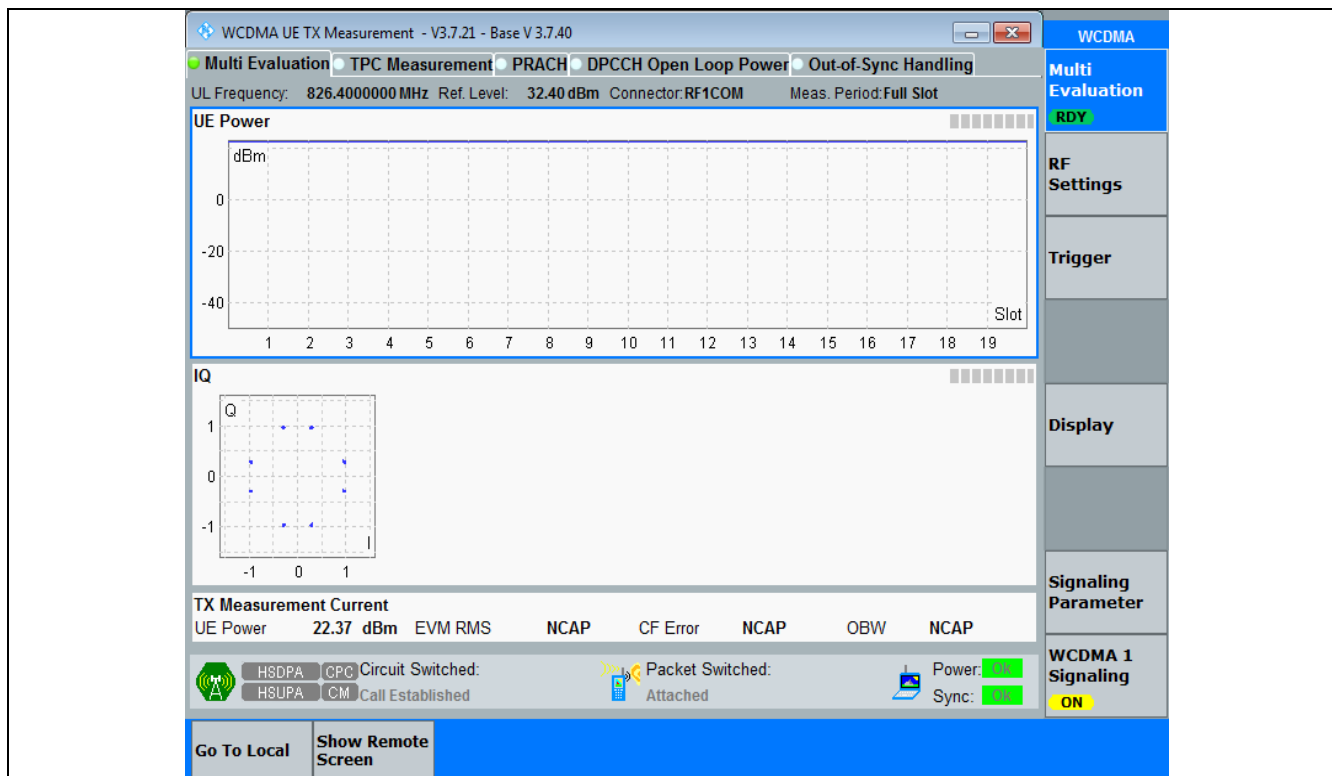 WCDMA UE TX Measurement - V3.7.21 - Base V 3.7.40
WCDMA
Multi Evaluation TPC Measurement PRACH DPCCH Open Loop Power Out-of-Sync Handling
UL Frequency: 826.4000000 MHz Ref. Level: 32.40 dBm Connector: RF1COM Meas. Period: Full Slot
Multi
Evaluation
RDY
UE Power
dBm
0
-20
-40
Slot
1 2 3 4 5 6 7 8 9 10 11 12 13 14 15 16 17 18 19
RF
Settings
Trigger
IQ
Q
1
0
-1
I
-1 0 1
Display
TX Measurement Current
UE Power 22.37 dBm EVM RMS NCAP CF Error NCAP OBW NCAP
Signaling
Parameter
HSDPA CPC Circuit Switched: Packet Switched: Power: Ok
HSUPA CM Call Established Attached Sync: Ok
WCDMA 1
Signaling
ON
Go To Local
Show Remote
Screen